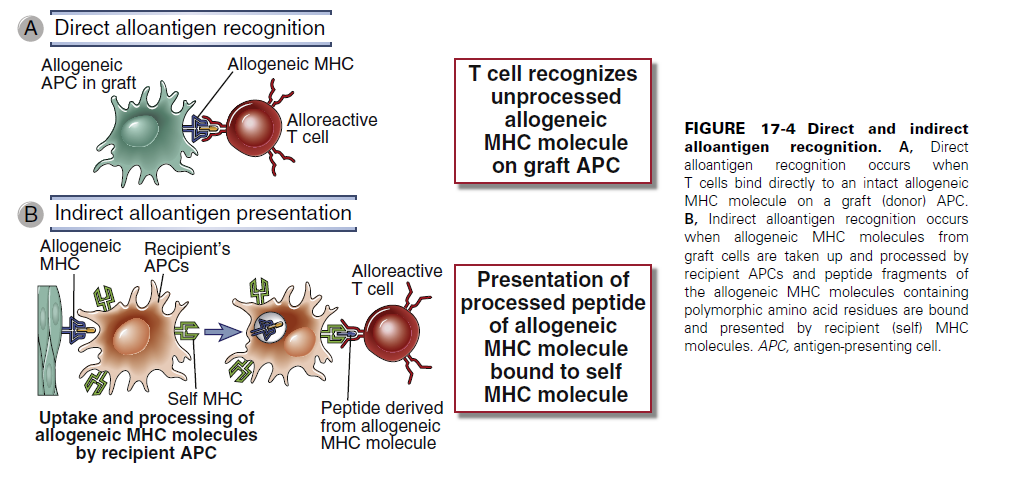 A Direct alloantigen recognition
Allogeneic
APC in graft
Allogeneic MHC
Alloreactive
T cell
T cell recognizes
unprocessed
allogeneic
MHC molecule
on graft APC
B Indirect alloantigen presentation
Allogeneic
MHC
Recipient's
APCs
Alloreactive
T cell
Self MHC
Uptake and processing of
allogeneic MHC molecules
by recipient APC
Peptide derived
from allogeneic
MHC molecule
Presentation of
processed peptide
of allogeneic
MHC molecule
bound to self
MHC molecule
FIGURE 17-4 Direct and indirect
alloantigen recognition. A, Direct
alloantigen recognition occurs when
T cells bind directly to an intact allogeneic
MHC molecule on a graft (donor) APC.
B, Indirect alloantigen recognition occurs
when allogeneic MHC molecules from
graft cells are taken up and processed by
recipient APCs and peptide fragments of
the allogeneic MHC molecules containing
polymorphic amino acid residues are bound
and presented by recipient (self) MHC
molecules. APC, antigen-presenting cell.